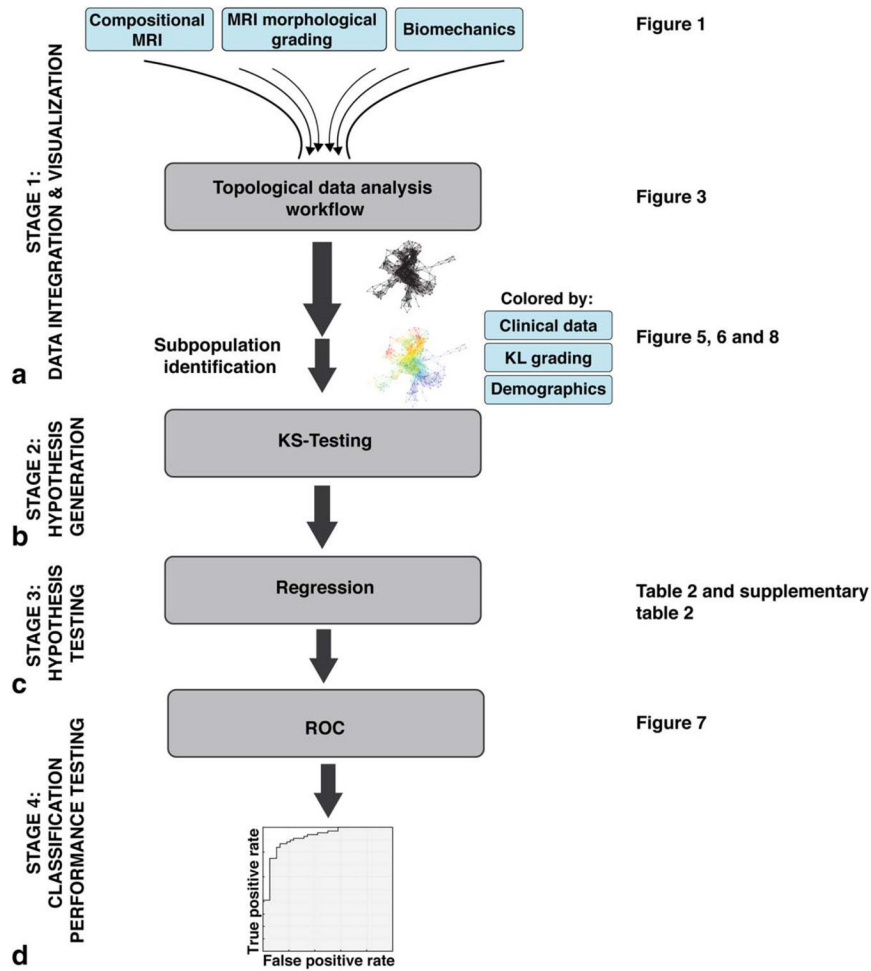 Compositional
MRI
MRI morphological
grading
Biomechanics
Figure 1
STAGE 1:
DATA INTEGRATION & VISUALIZATION
Topological data analysis
workflow
Figure 3
Colored by:
Clinical data
KL grading
Demographics
Figure 5, 6 and 8
Subpopulation
identification
a
STAGE 2:
HYPOTHESIS
GENERATION
KS-Testing
b
STAGE 3:
HYPOTHESIS
TESTING
Regression
Table 2 and supplementary
table 2
c
STAGE 4:
CLASSIFICATION
PERFORMANCE TESTING
ROC
Figure 7
True positive rate
False positive rate
d